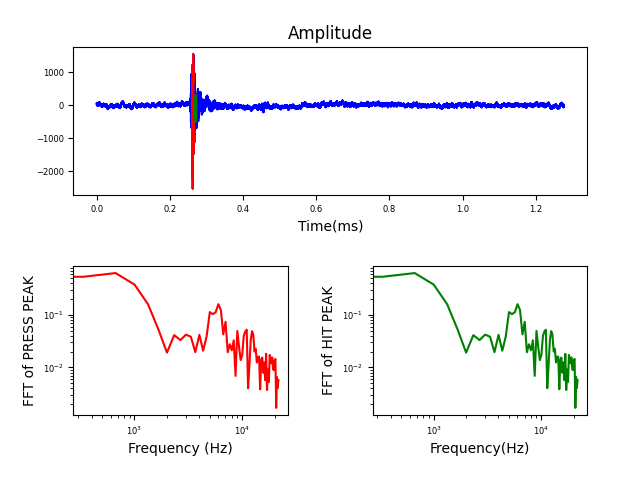 Amplitude
1000
0
−1000
−2000
0.0 0.2 0.4 0.6 0.8 1.0 1.2
Time(ms)
FFT of PRESS PEAK
10⁻¹
10⁻²
10³ 10⁴
Frequency (Hz)
FFT of HIT PEAK
10⁻¹
10⁻²
10³ 10⁴
Frequency(Hz)